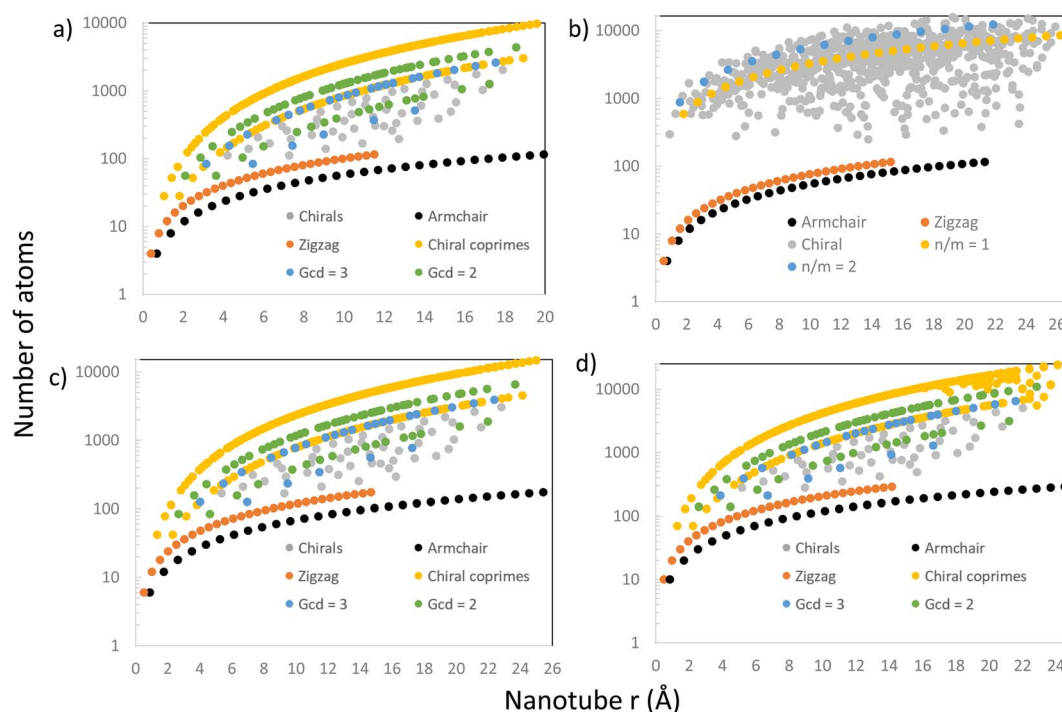 a)
10000
1000
100
10
1
0 2 4 6 8 10 12 14 16 18 20
Chirals Armchair
Zigzag Chiral coprimes
Gcd = 3 Gcd = 2
b)
10000
1000
100
10
1
0 2 4 6 8 10 12 14 16 18 20 22 24 26
Armchair Zigzag
Chiral n/m = 1
n/m = 2
Number of atoms
c)
10000
1000
100
10
1
0 2 4 6 8 10 12 14 16 18 20 22 24 26
Chirals Armchair
Zigzag Chiral coprimes
Gcd = 3 Gcd = 2
d)
10000
1000
100
10
1
0 2 4 6 8 10 12 14 16 18 20 22 24
Chirals Armchair
Zigzag Chiral coprimes
Gcd = 3 Gcd = 2
Nanotube r (Å)